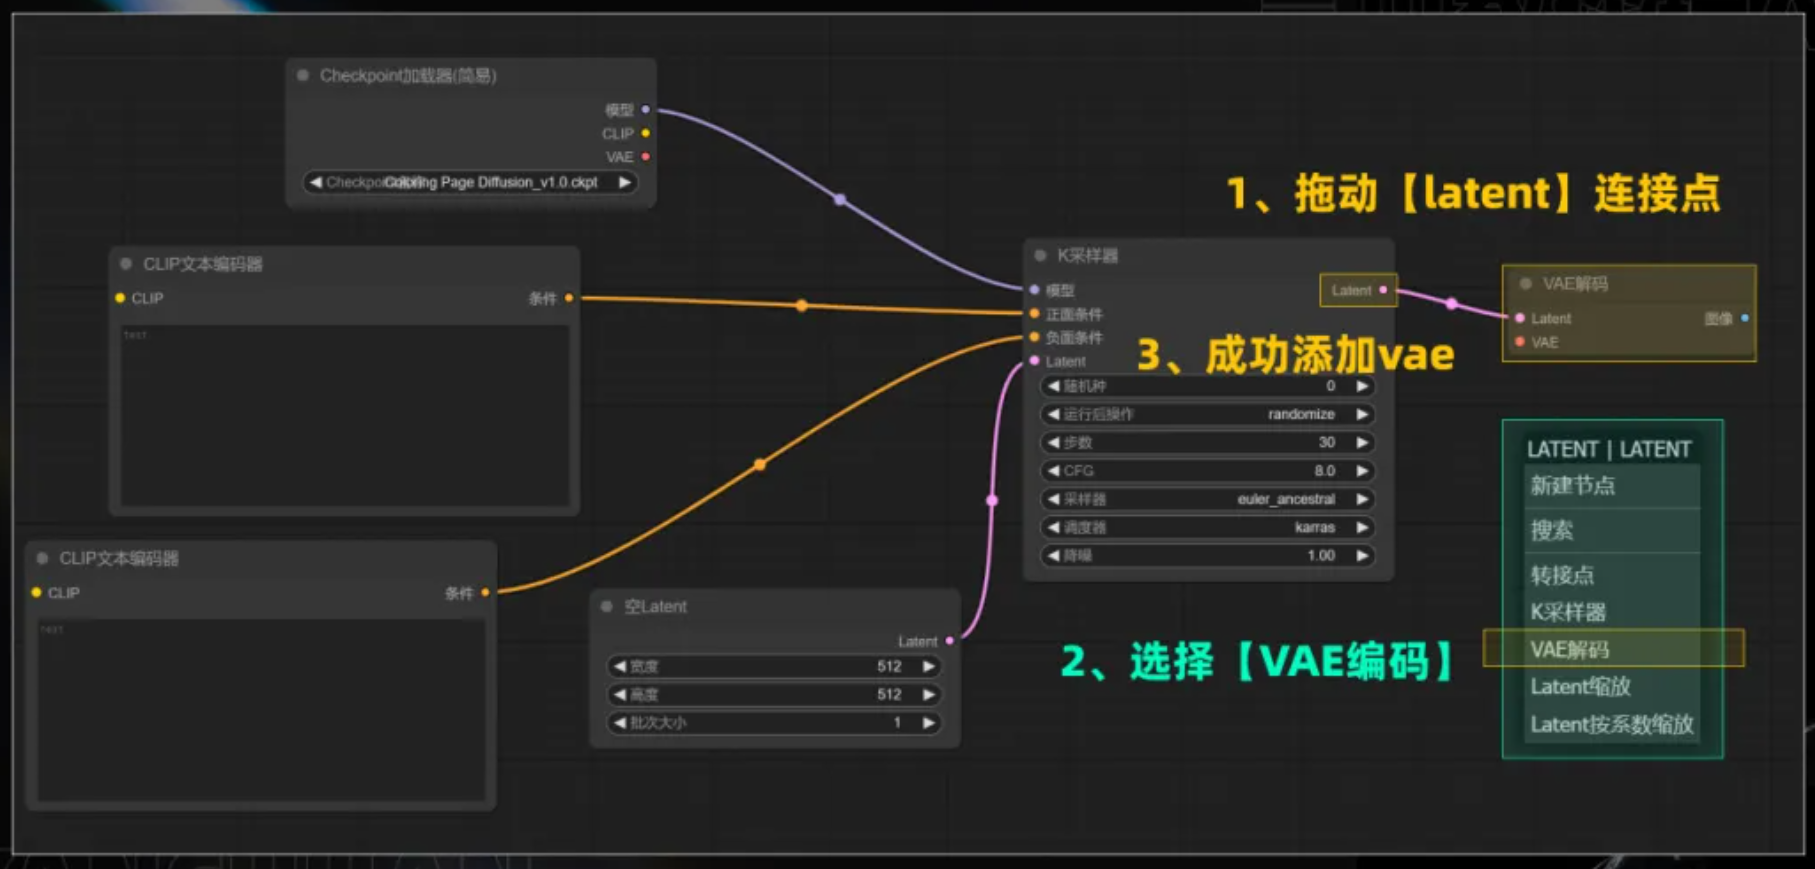 Checkpoint加载器(简易)
模型
CLIP
VAE
Coloring Page Diffusion_v1.0.ckpt
1、拖动【latent】连接点
CLIP文本编码器
CLIP
条件
text
K采样器
模型
Latent
正面条件
负面条件
Latent
3、成功添加vae
随机种 0
运行后操作 randomize
步数 30
CFG 8.0
采样器 euler_ancestral
调度器 karras
降噪 1.00
VAE解码
Latent
图像
VAE
LATENT | LATENT
新建节点
搜索
转接点
K采样器
VAE解码
Latent缩放
Latent按系数缩放
2、选择【VAE编码】
CLIP文本编码器
CLIP
条件
text
空Latent
Latent
宽度 512
高度 512
批次大小 1